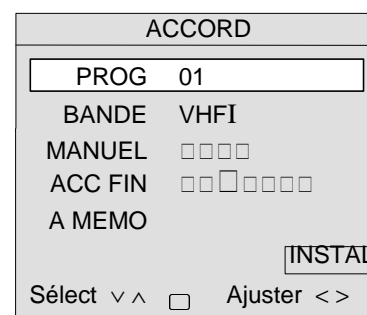 ACCORD
PROG 01
BANDE VHFI
MANUEL □□□□
ACC FIN □□□□□□□
A MEMO
INSTAL
Sélect ∨ ∧ ▢ Ajuster < >